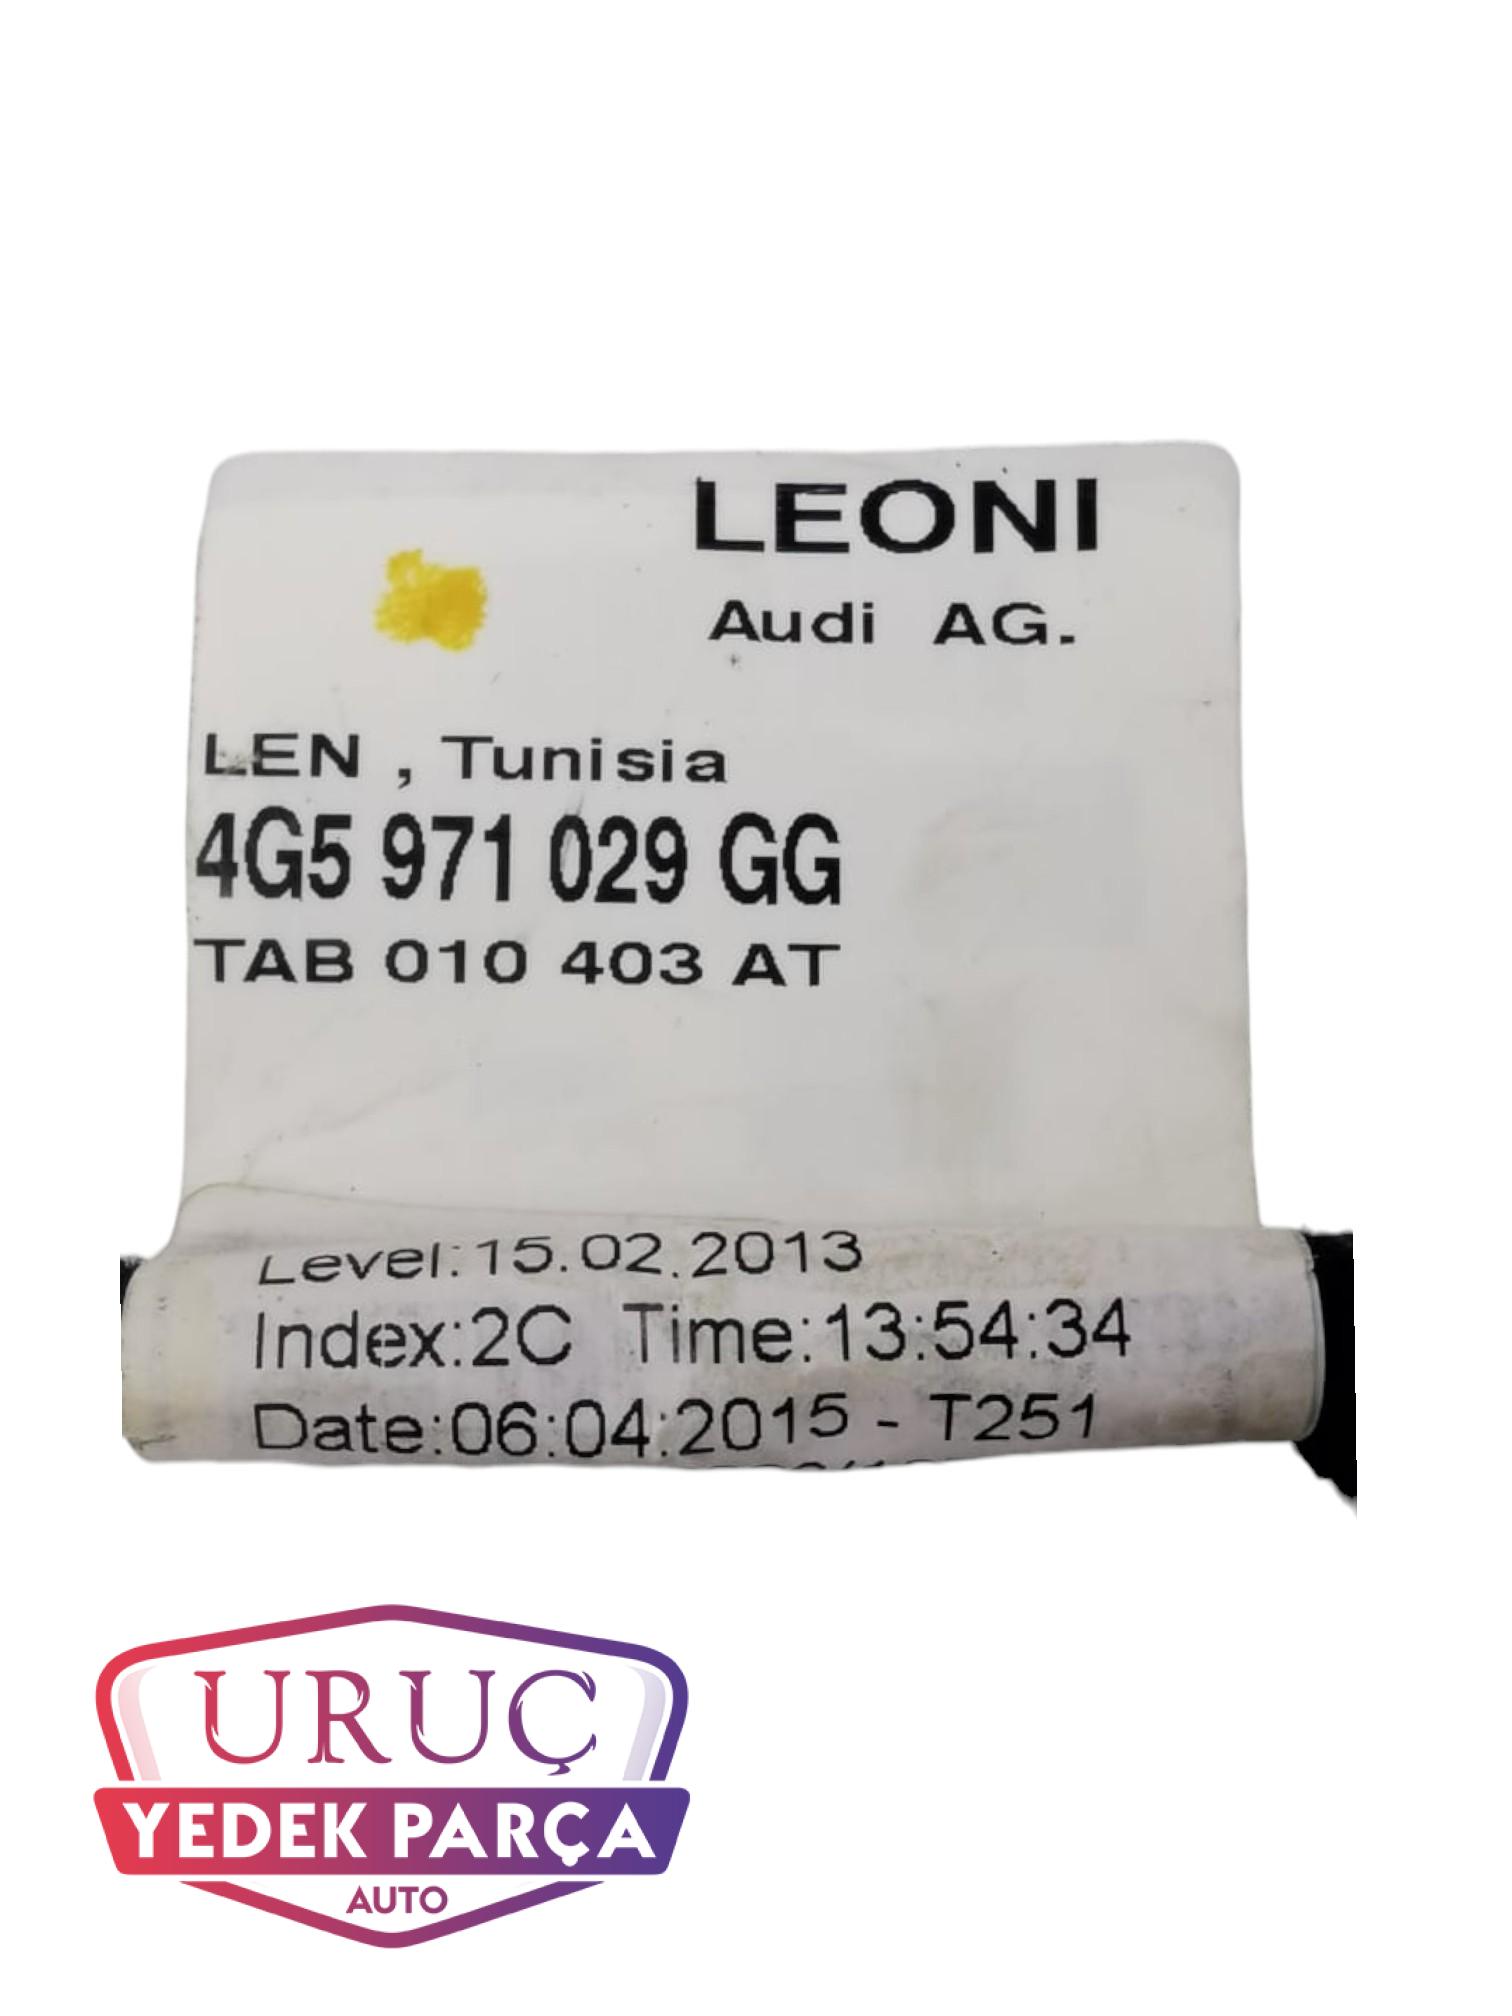 LEONI
Audi AG.
LEN , Tunisia
4G5 971 029 GG
TAB 010 403 AT
Level:15.02.2013
Index:2C Time:13:54:34
Date:06:04:2015 - T251
URUÇ
YEDEK PARÇA
AUTO